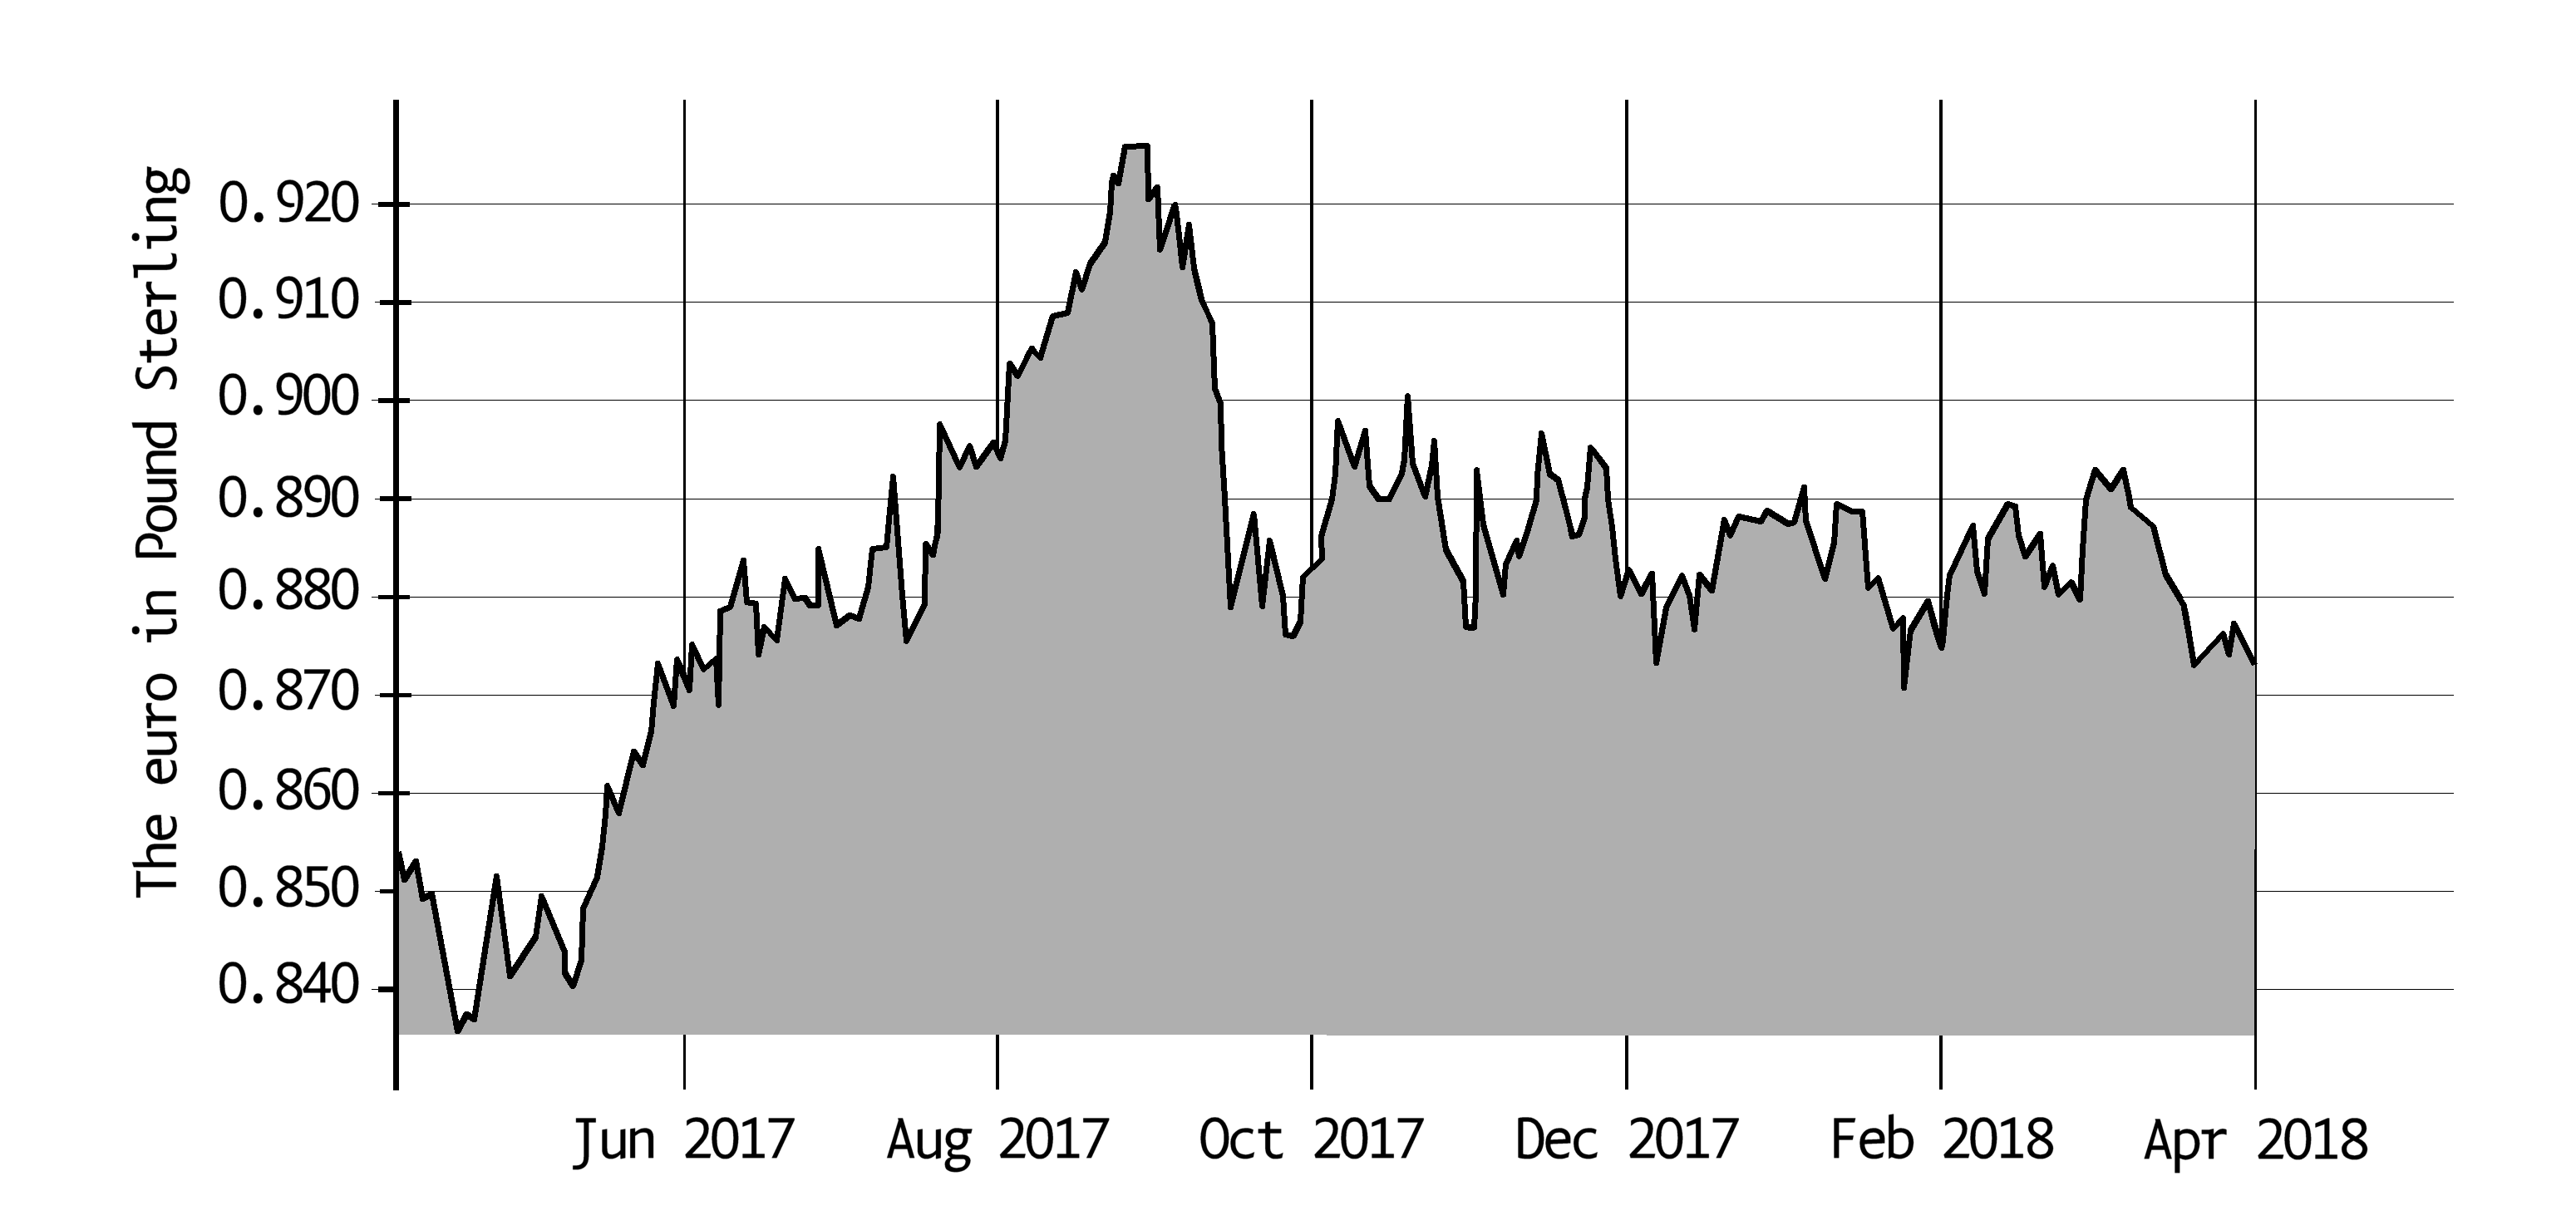 The euro in Pound Sterling
0.920
0.910
0.900
0.890
0.880
0.870
0.860
0.850
0.840
Jun 2017
Aug 2017
Oct 2017
Dec 2017
Feb 2018
Apr 2018